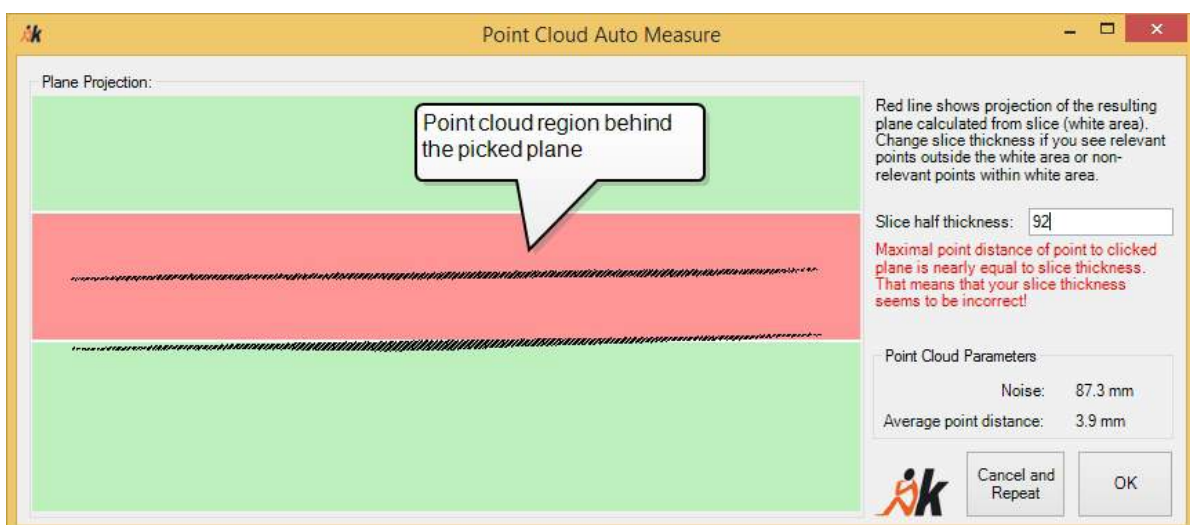 Point Cloud Auto Measure
Plane Projection:
Point cloud region behind
the picked plane
Red line shows projection of the resulting
plane calculated from slice (white area).
Change slice thickness if you see relevant
points outside the white area or non-
relevant points within white area.
Slice half thickness: 92
Maximal point distance of point to clicked
plane is nearly equal to slice thickness.
That means that your slice thickness
seems to be incorrect!
Point Cloud Parameters
Noise: 87.3 mm
Average point distance: 3.9 mm
k
Cancel and
Repeat
OK